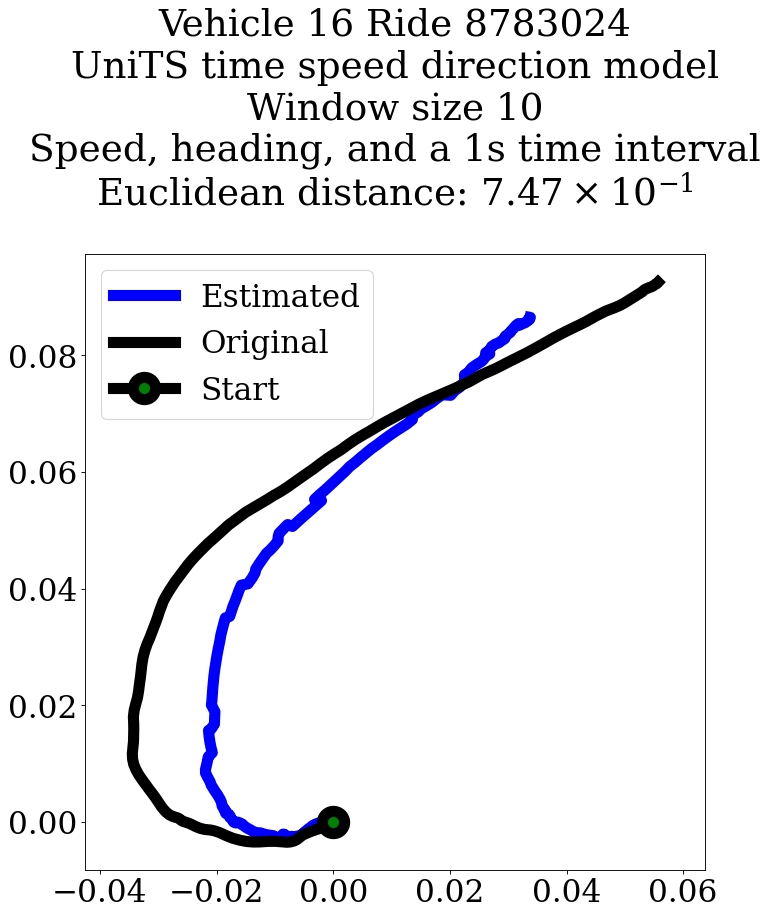 Vehicle 16 Ride 8783024
UniTS time speed direction model
Window size 10
Speed, heading, and a 1s time interval
Euclidean distance: 7.47 × 10⁻¹
Estimated
Original
Start
0.08
0.06
0.04
0.02
0.00
−0.04 −0.02 0.00 0.02 0.04 0.06